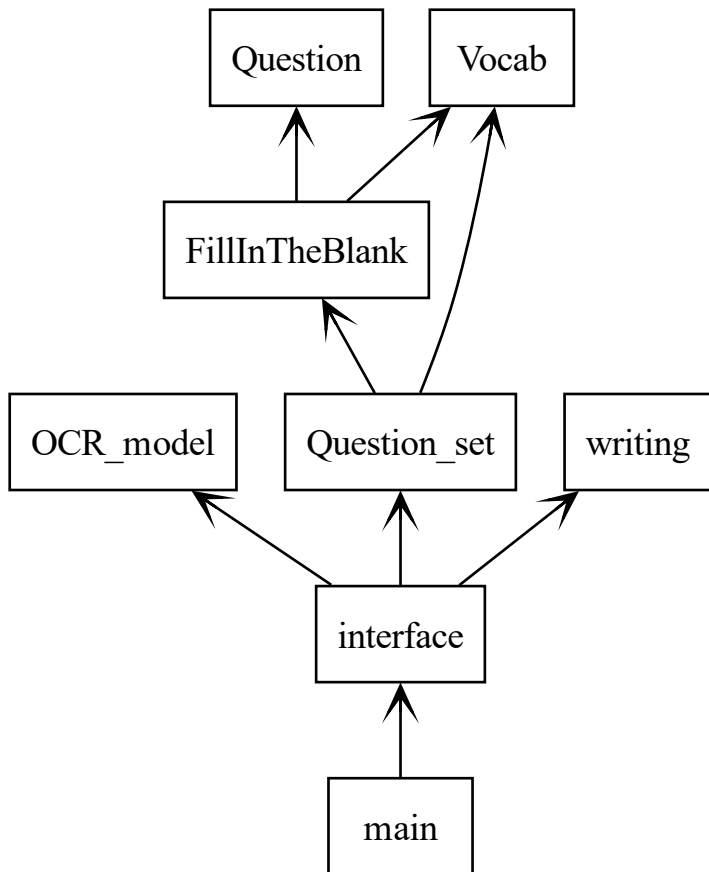 Question
Vocab
FillInTheBlank
OCR_model
Question_set
writing
interface
main